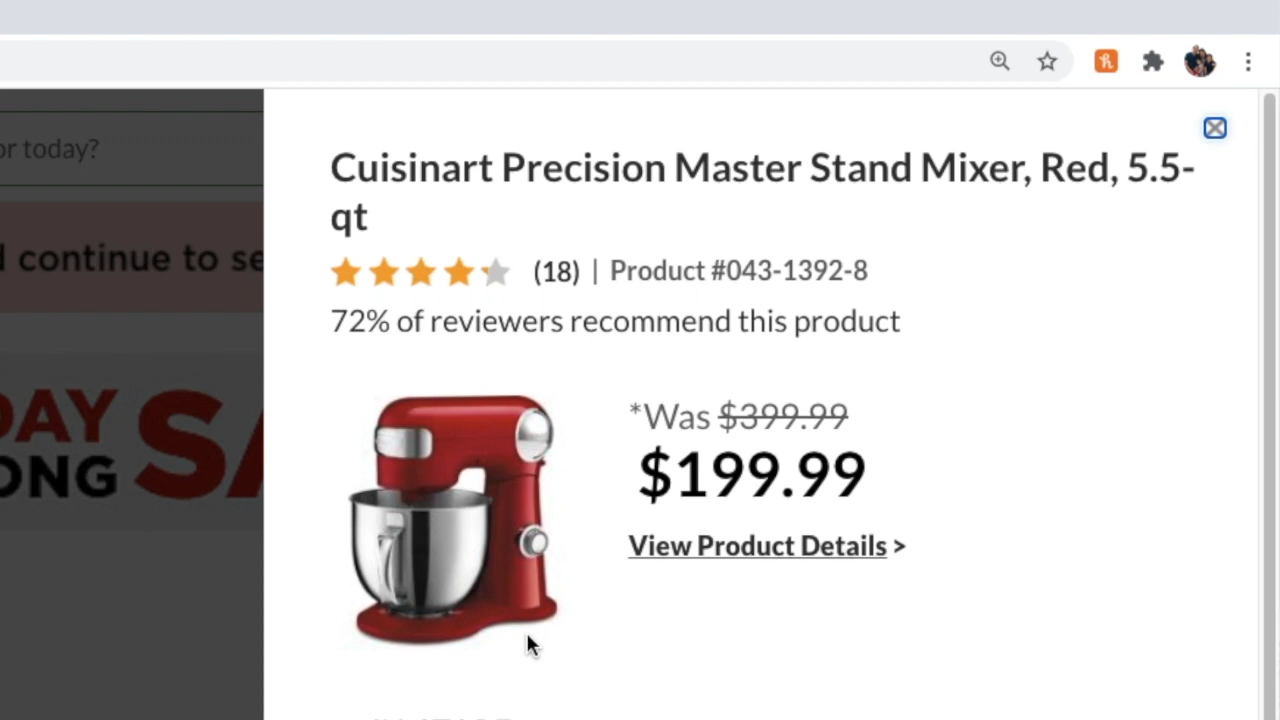 or today?
continue to se
DAY
ONG
SA
Cuisinart Precision Master Stand Mixer, Red, 5.5-
qt
(18) | Product #043-1392-8
72% of reviewers recommend this product
*Was $399.99
$199.99
View Product Details >